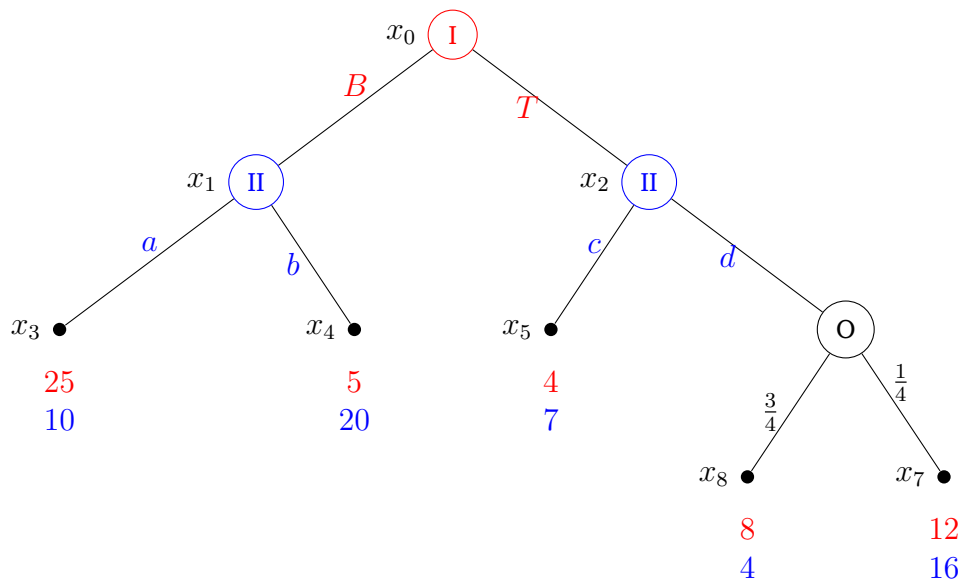 x₀ I
B T
x₁ II x₂ II
a b c d
x₃ x₄ x₅ O
25 5 4
10 20 7
3/4 1/4
x₈ x₇
8 12
4 16